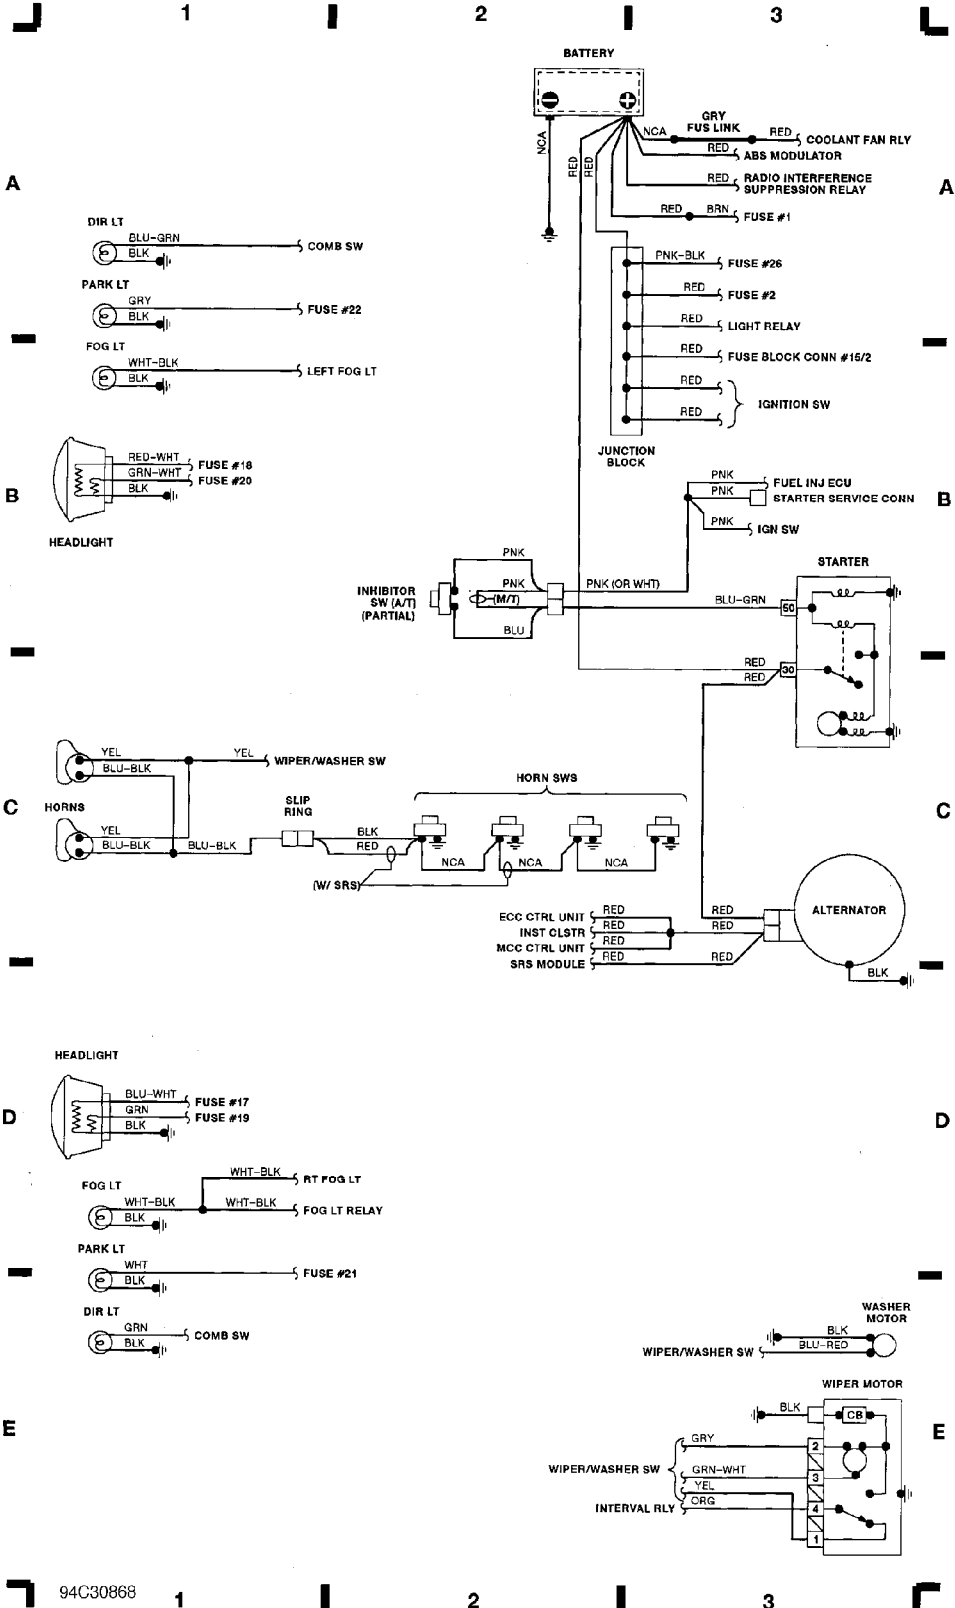 1 2 3
BATTERY
NCA
RED
RED
NCA
GRY
FUS LINK
RED
COOLANT FAN RLY
RED
ABS MODULATOR
A
A
RED
RADIO INTERFERENCE
SUPPRESSION RELAY
RED
BRN
FUSE #1
DIR LT
BLU-GRN
BLK
COMB SW
PNK-BLK
FUSE #26
PARK LT
GRY
BLK
FUSE #22
RED
FUSE #2
RED
LIGHT RELAY
FOG LT
WHT-BLK
BLK
LEFT FOG LT
RED
FUSE BLOCK CONN #15/2
RED
RED
IGNITION SW
JUNCTION
BLOCK
RED-WHT
FUSE #18
GRN-WHT
FUSE #20
BLK
B
B
HEADLIGHT
PNK
FUEL INJ ECU
PNK
STARTER SERVICE CONN
PNK
IGN SW
STARTER
PNK
INHIBITOR
SW (A/T)
(PARTIAL)
PNK
(M/T)
PNK (OR WHT)
BLU
BLU-GRN
50
RED
30
RED
YEL
YEL
WIPER/WASHER SW
BLU-BLK
HORNS
YEL
BLU-BLK
BLU-BLK
C
C
SLIP
RING
HORN SWS
BLK
RED
NCA
NCA
NCA
(W/ SRS)
ALTERNATOR
ECC CTRL UNIT
RED
RED
INST CLSTR
RED
RED
MCC CTRL UNIT
RED
SRS MODULE
RED
RED
BLK
HEADLIGHT
BLU-WHT
FUSE #17
GRN
FUSE #19
BLK
D
D
FOG LT
WHT-BLK
RT FOG LT
WHT-BLK
WHT-BLK
FOG LT RELAY
BLK
PARK LT
WHT
FUSE #21
BLK
DIR LT
GRN
COMB SW
BLK
WASHER
MOTOR
BLK
WIPER/WASHER SW
BLU-RED
WIPER MOTOR
BLK
CB
E
E
WIPER/WASHER SW
GRY
2
GRN-WHT
3
YEL
INTERVAL RLY
ORG
4
1
94C30868
1 2 3